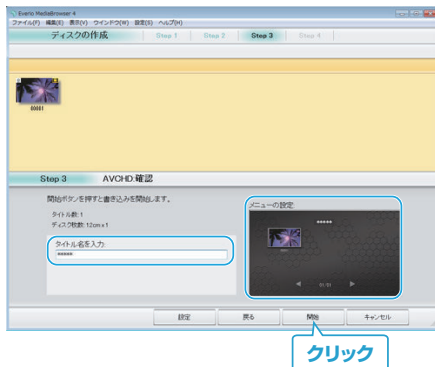 Everio MediaBrowser 4
ファイル(F) 編集(E) 表示(V) ウインドウ(W) 設定(S) ヘルプ(H)
ディスクの作成 Step 1 Step 2 Step 3 Step 4
00001
Step 3 AVCHD:確認
開始ボタンを押すと書き込みを開始します。
タイトル数: 1
ディスク枚数: 12cm×1
タイトル名を入力:
*****
メニューの設定
*****
01/01
設定 戻る 開始 キャンセル
クリック